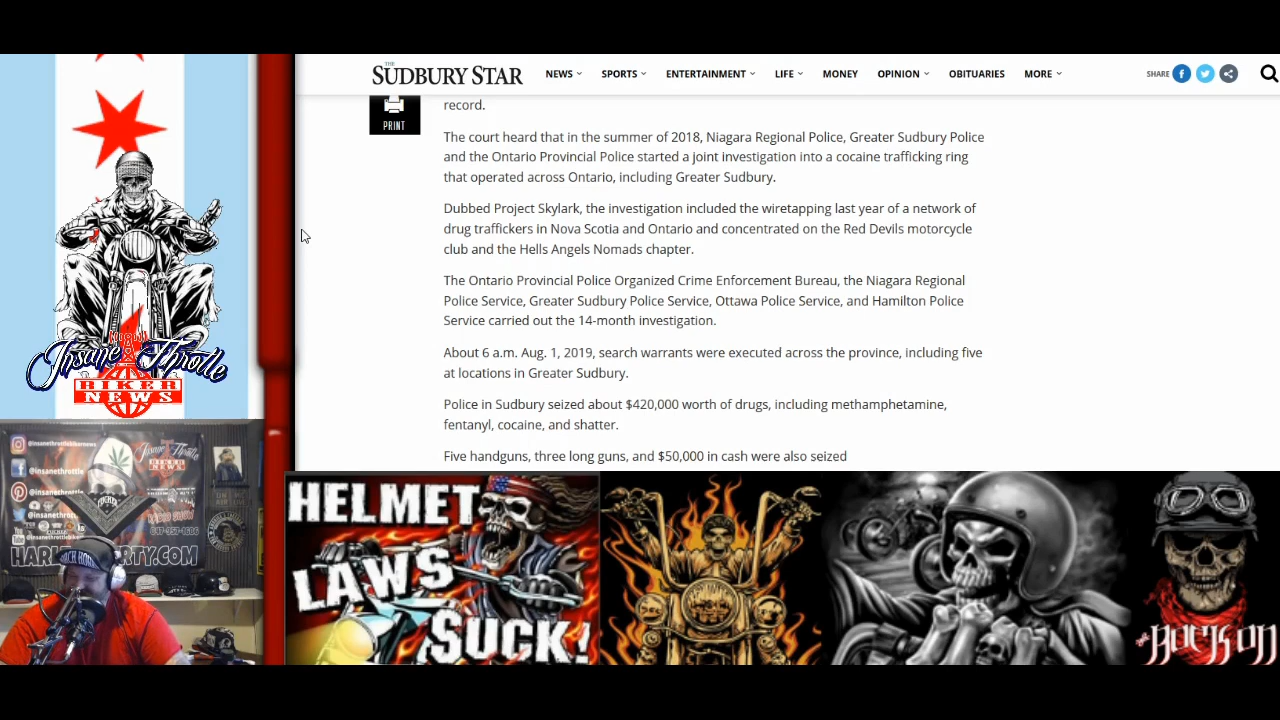 THE
SUDBURY STAR
NEWS
SPORTS
ENTERTAINMENT
LIFE
MONEY
OPINION
OBITUARIES
MORE
SHARE
PRINT
record.
The court heard that in the summer of 2018, Niagara Regional Police, Greater Sudbury Police
and the Ontario Provincial Police started a joint investigation into a cocaine trafficking ring
that operated across Ontario, including Greater Sudbury.
Dubbed Project Skylark, the investigation included the wiretapping last year of a network of
drug traffickers in Nova Scotia and Ontario and concentrated on the Red Devils motorcycle
club and the Hells Angels Nomads chapter.
The Ontario Provincial Police Organized Crime Enforcement Bureau, the Niagara Regional
Police Service, Greater Sudbury Police Service, Ottawa Police Service, and Hamilton Police
Service carried out the 14-month investigation.
About 6 a.m. Aug. 1, 2019, search warrants were executed across the province, including five
at locations in Greater Sudbury.
Police in Sudbury seized about $420,000 worth of drugs, including methamphetamine,
fentanyl, cocaine, and shatter.
Five handguns, three long guns, and $50,000 in cash were also seized
Insane Throttle
BIKER
NEWS
@insanethrottlebikernews
@insanethrottle
HELMET
LAWS
SUCK!
ROCK ON